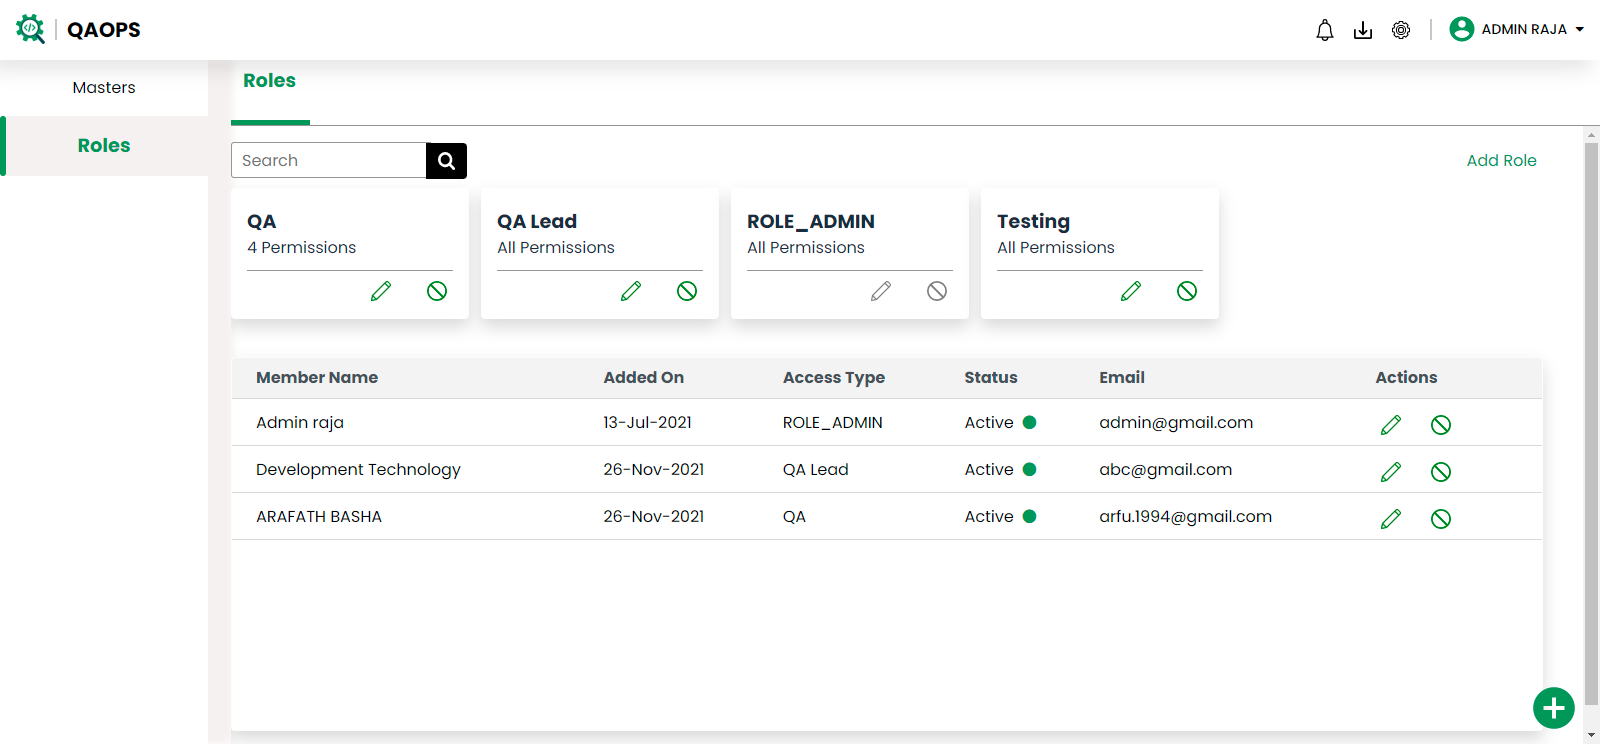 QAOPS
ADMIN RAJA
Masters
Roles
Roles
Search
Add Role
QA
4 Permissions
QA Lead
All Permissions
ROLE_ADMIN
All Permissions
Testing
All Permissions
Member Name Added On Access Type Status Email Actions
Admin raja 13-Jul-2021 ROLE_ADMIN Active admin@gmail.com
Development Technology 26-Nov-2021 QA Lead Active abc@gmail.com
ARAFATH BASHA 26-Nov-2021 QA Active arfu.1994@gmail.com